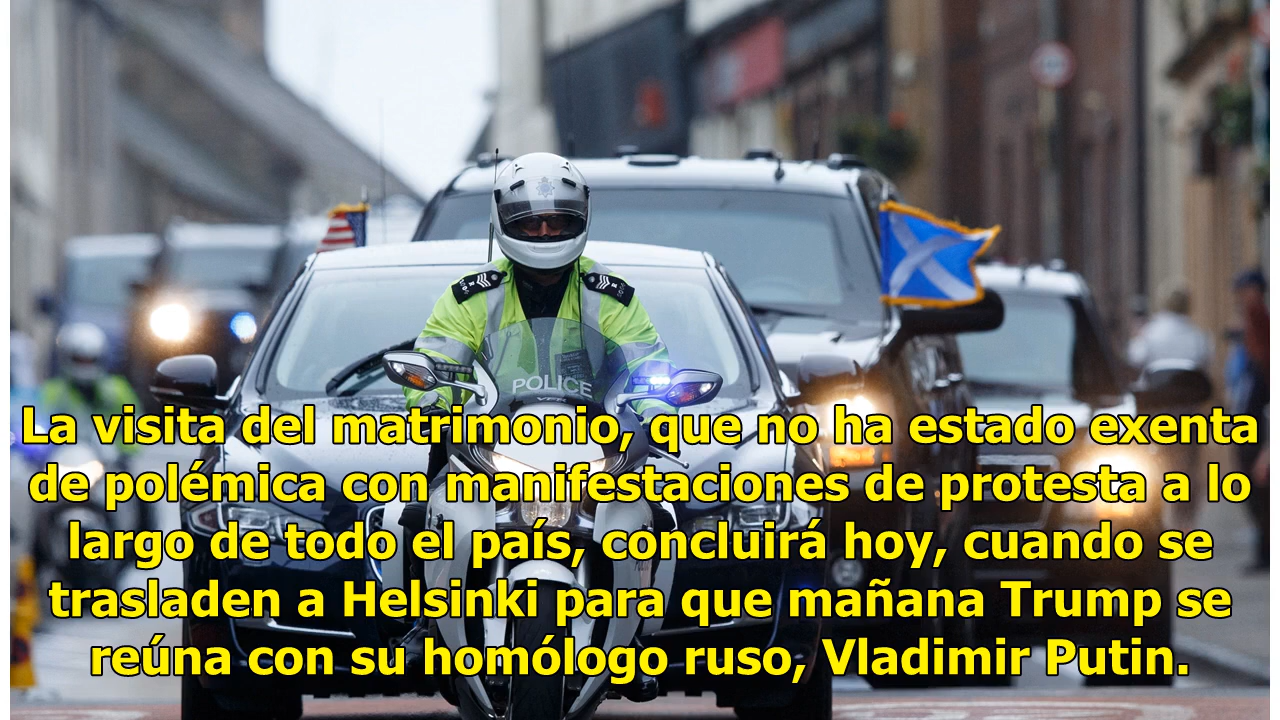 POLICE
La visita del matrimonio, que no ha estado exenta
de polémica con manifestaciones de protesta a lo
largo de todo el país, concluirá hoy, cuando se
trasladen a Helsinki para que mañana Trump se
reúna con su homólogo ruso, Vladimir Putin.